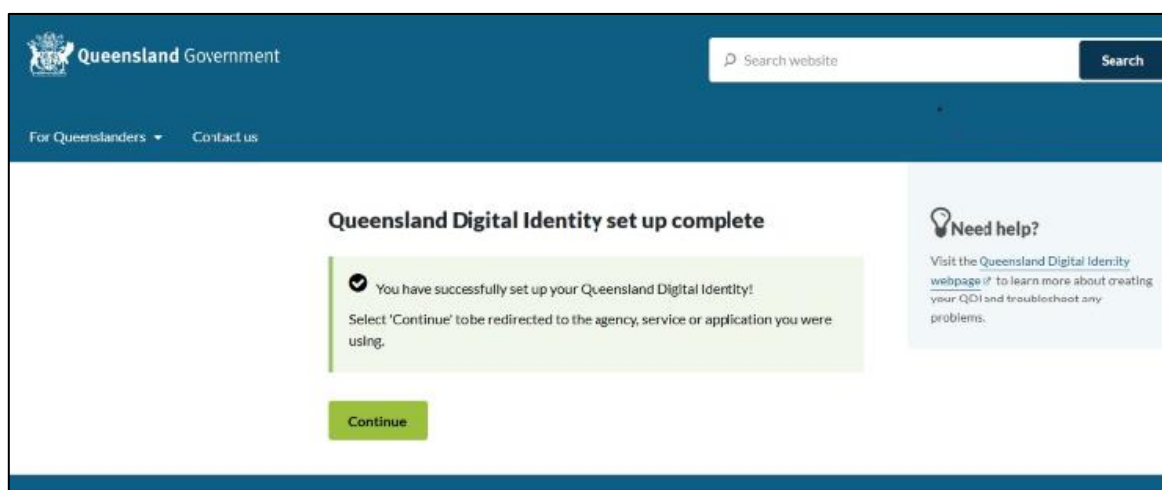 Queensland Government
Search website
Search
For Queenslanders
Contact us
Queensland Digital Identity set up complete
You have successfully set up your Queensland Digital Identity!
Select 'Continue' to be redirected to the agency, service or application you were
using.
Continue
Need help?
Visit the Queensland Digital Identity
webpage to learn more about creating
your QDI and troubleshoot any
problems.